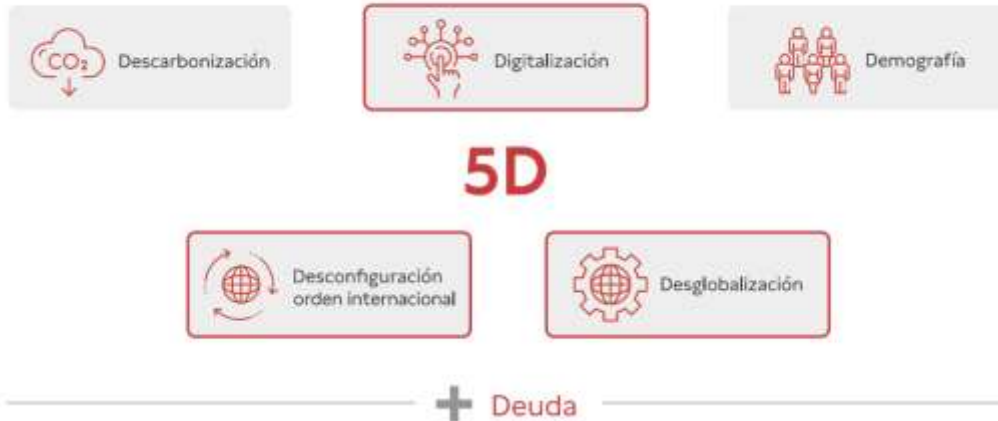 CO₂
Descarbonización
Digitalización
Demografía
5D
Desconfiguración
orden internacional
Desglobalización
+ Deuda